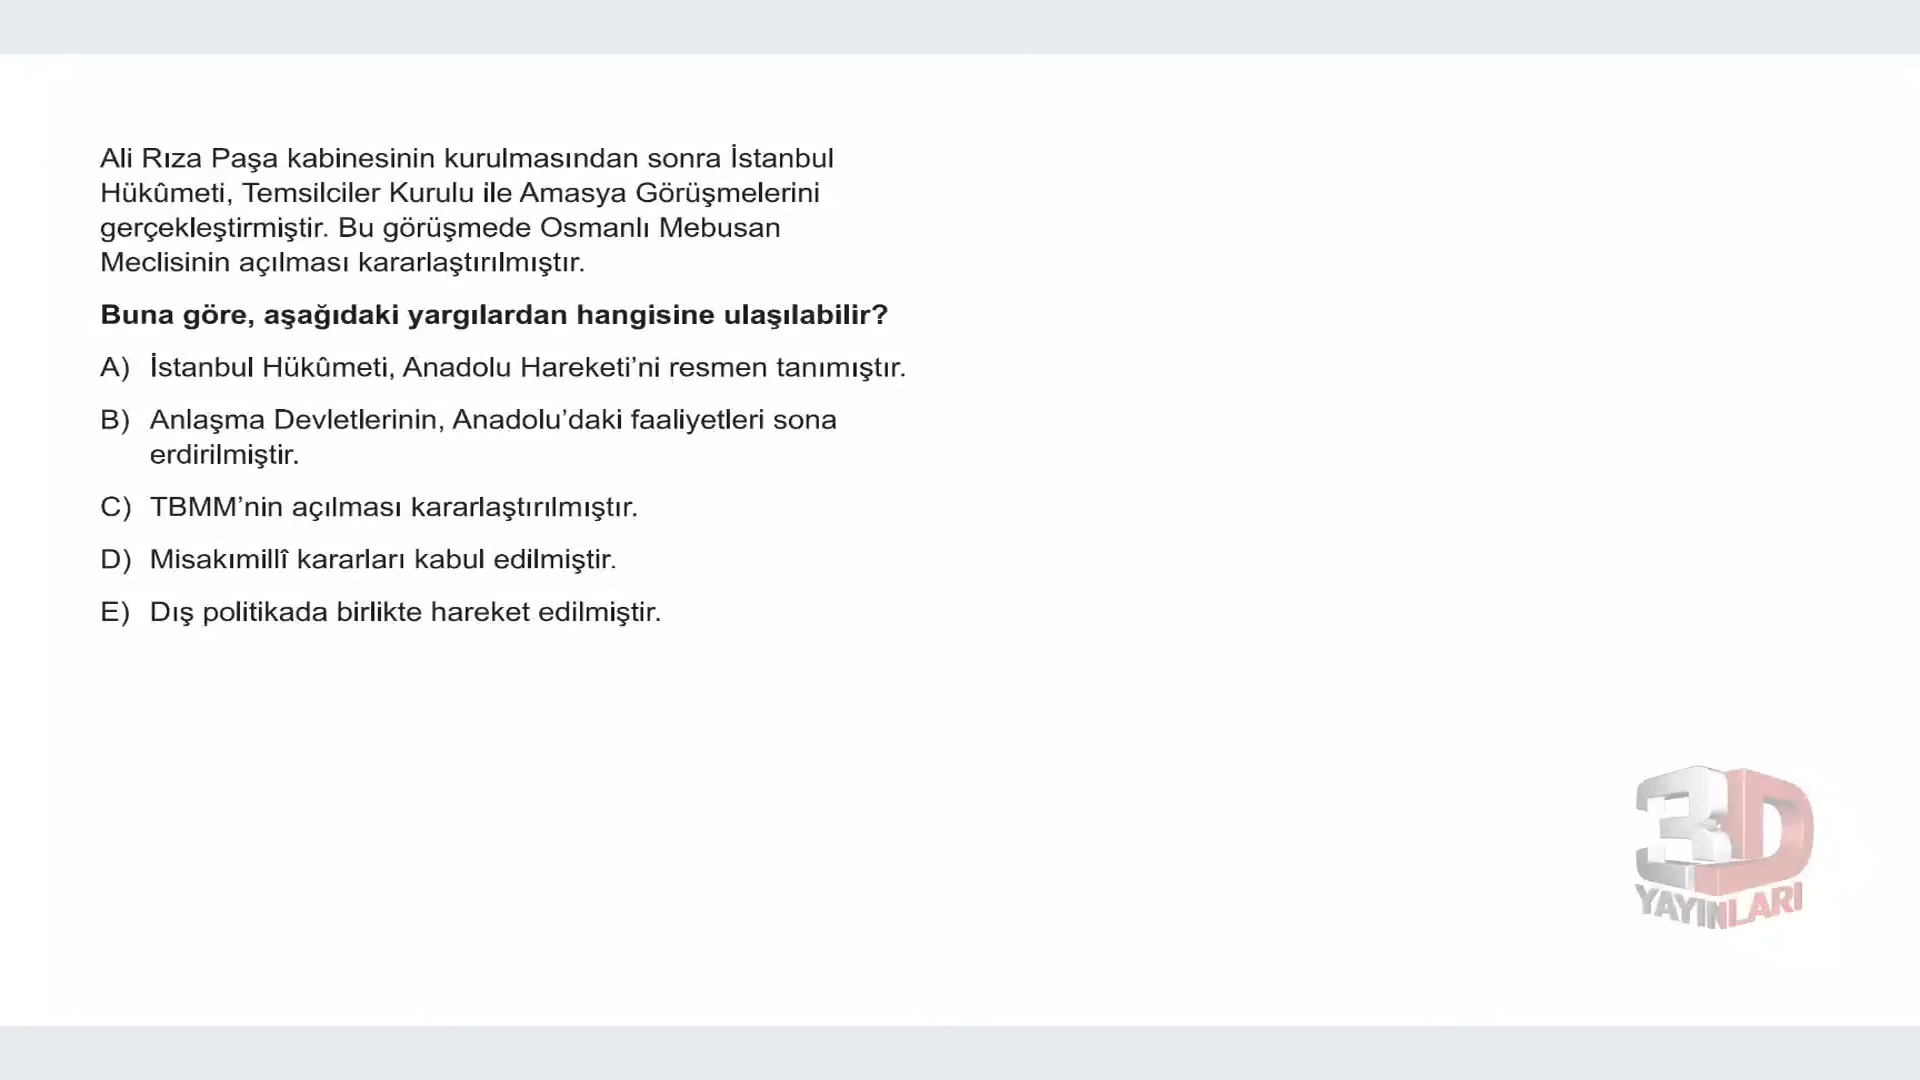 Ali Rıza Paşa kabinesinin kurulmasından sonra İstanbul
Hükûmeti, Temsilciler Kurulu ile Amasya Görüşmelerini
gerçekleştirmiştir. Bu görüşmede Osmanlı Mebusan
Meclisinin açılması kararlaştırılmıştır.
Buna göre, aşağıdaki yargılardan hangisine ulaşılabilir?
A) İstanbul Hükûmeti, Anadolu Hareketi’ni resmen tanımıştır.
B) Anlaşma Devletlerinin, Anadolu’daki faaliyetleri sona
erdirilmiştir.
C) TBMM’nin açılması kararlaştırılmıştır.
D) Misakımillî kararları kabul edilmiştir.
E) Dış politikada birlikte hareket edilmiştir.
3D
YAYINLARI